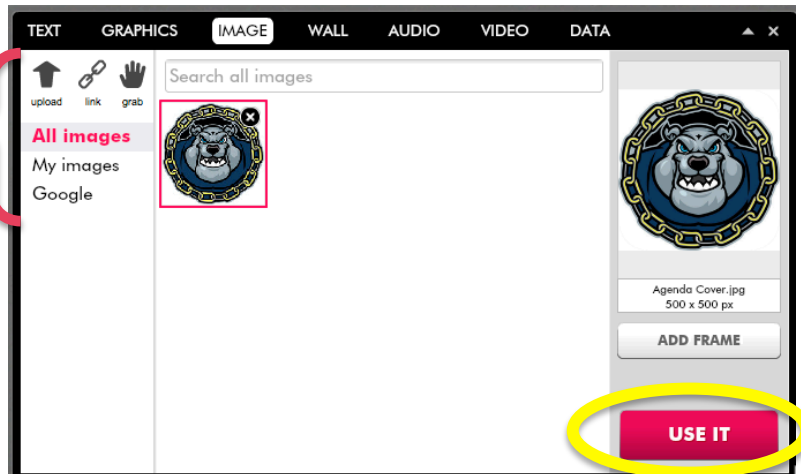 TEXT GRAPHICS IMAGE WALL AUDIO VIDEO DATA
upload link grab
Search all images
All images
My images
Google
Agenda Cover.jpg
500 x 500 px
ADD FRAME
USE IT